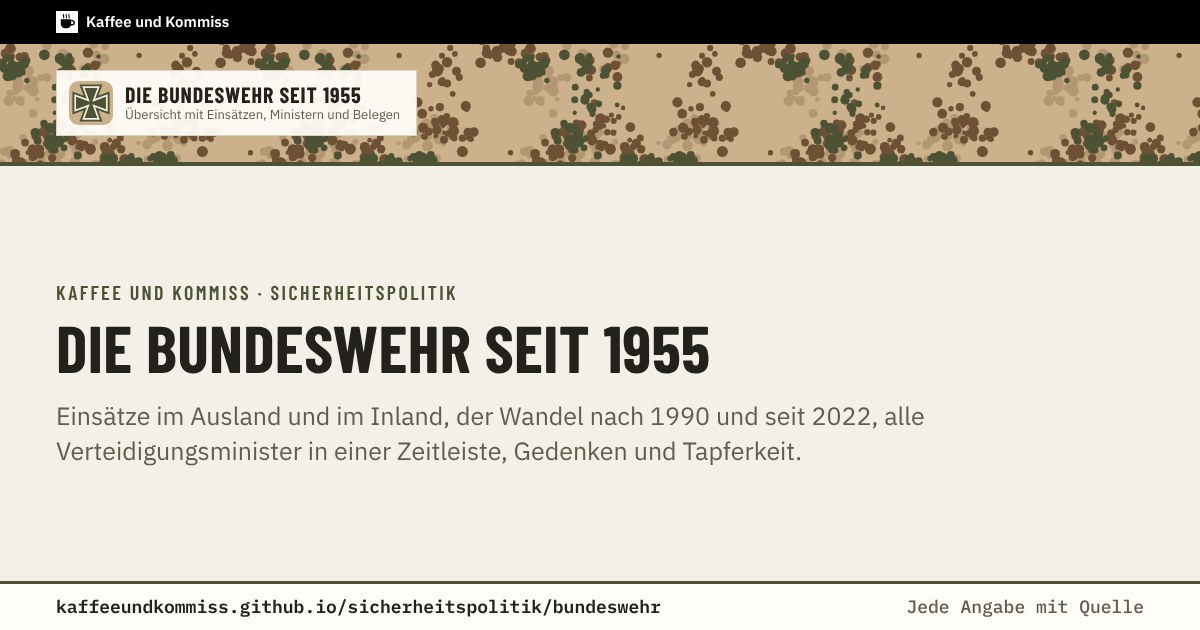 Kaffee und Kommiss
DIE BUNDESWEHR SEIT 1955
Übersicht mit Einsätzen, Ministern und Belegen
KAFFEE UND KOMMISS · SICHERHEITSPOLITIK
DIE BUNDESWEHR SEIT 1955
Einsätze im Ausland und im Inland, der Wandel nach 1990 und seit 2022, alle
Verteidigungsminister in einer Zeitleiste, Gedenken und Tapferkeit.
kaffeeundkommiss.github.io/sicherheitspolitik/bundeswehr
Jede Angabe mit Quelle